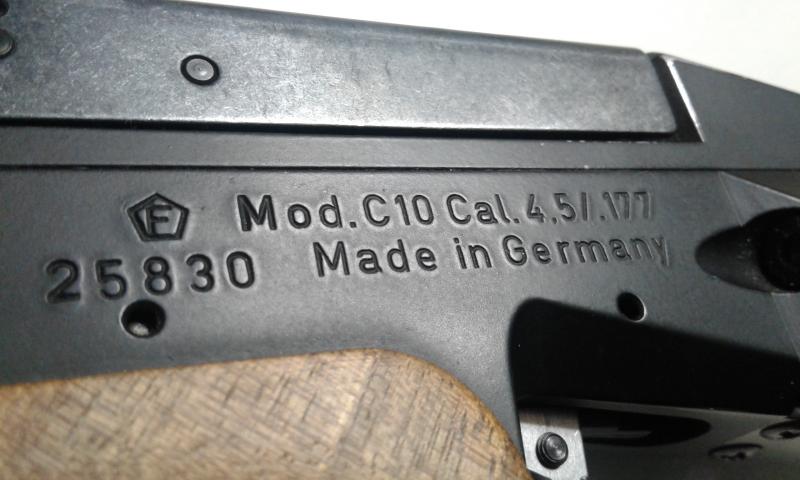 F Mod.C10 Cal.4,5/.177
25830 Made in Germany